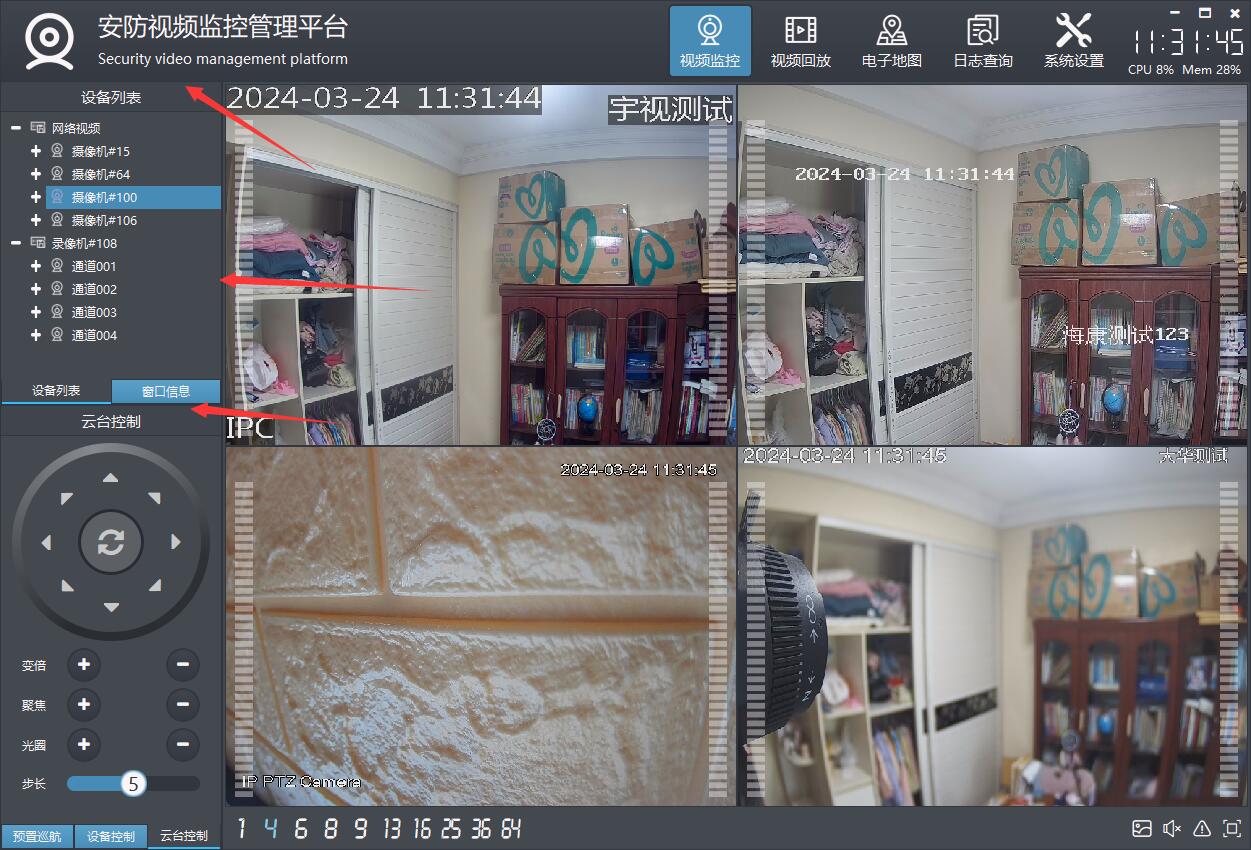 安防视频监控管理平台
Security video management platform
视频监控
视频回放
电子地图
日志查询
系统设置
11:31:45
CPU 8% Mem 28%
设备列表
网络视频
摄像机#15
摄像机#64
摄像机#100
摄像机#106
录像机#108
通道001
通道002
通道003
通道004
设备列表
窗口信息
云台控制
变倍
聚焦
光圈
步长
5
预置巡航
设备控制
云台控制
2024-03-24 11:31:44
宇视测试
IPC
2024-03-24 11:31:44
海康测试123
2024-03-24 11:31:45
IP PTZ Camera
2024-03-24 11:31:45
大华测试
1 4 6 8 9 13 16 25 36 64